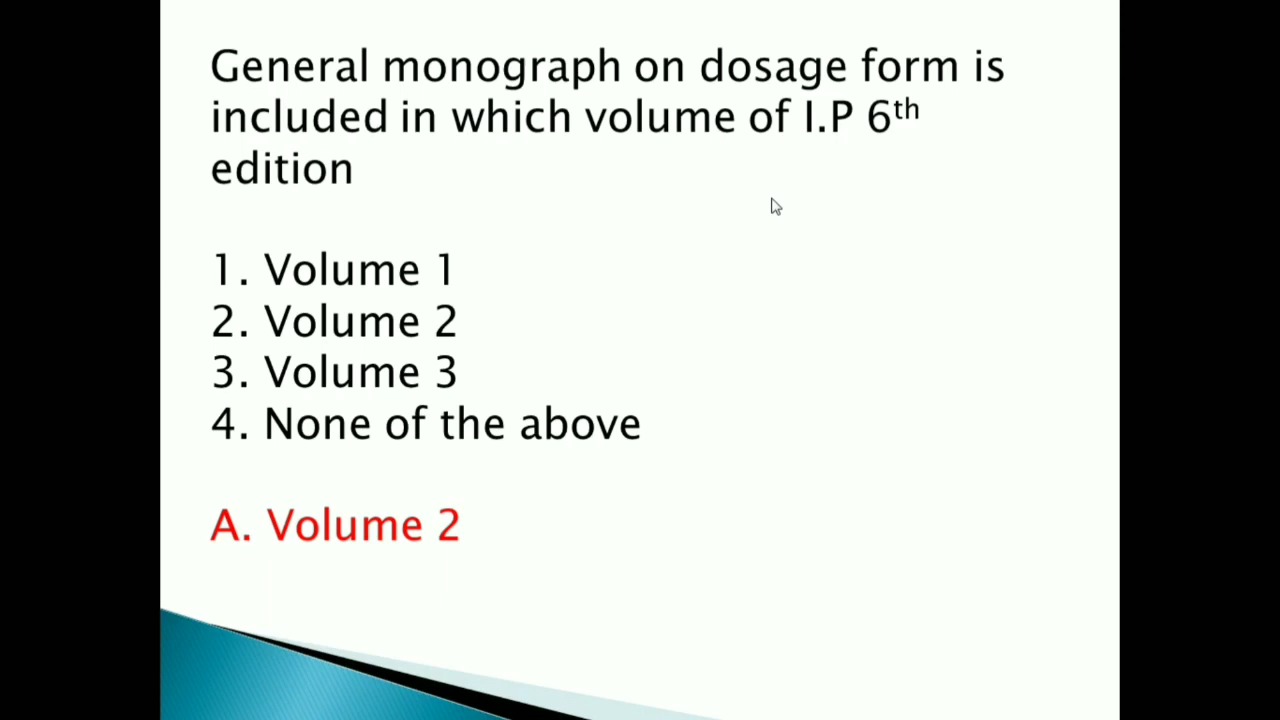 General monograph on dosage form is
included in which volume of I.P 6th
edition
1. Volume 1
2. Volume 2
3. Volume 3
4. None of the above
A. Volume 2